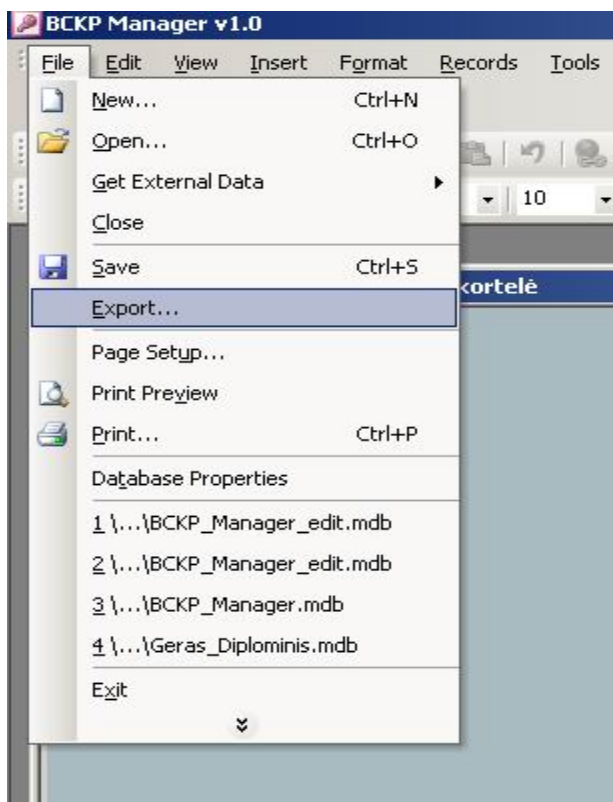 BCKP Manager v1.0
File Edit View Insert Format Records Tools
New... Ctrl+N
Open... Ctrl+O
Get External Data
10
Close
Save Ctrl+S
kortelė
Export...
Page Setup...
Print Preview
Print... Ctrl+P
Database Properties
1 \...\BCKP_Manager_edit.mdb
2 \...\BCKP_Manager_edit.mdb
3 \...\BCKP_Manager.mdb
4 \...\Geras_Diplominis.mdb
Exit